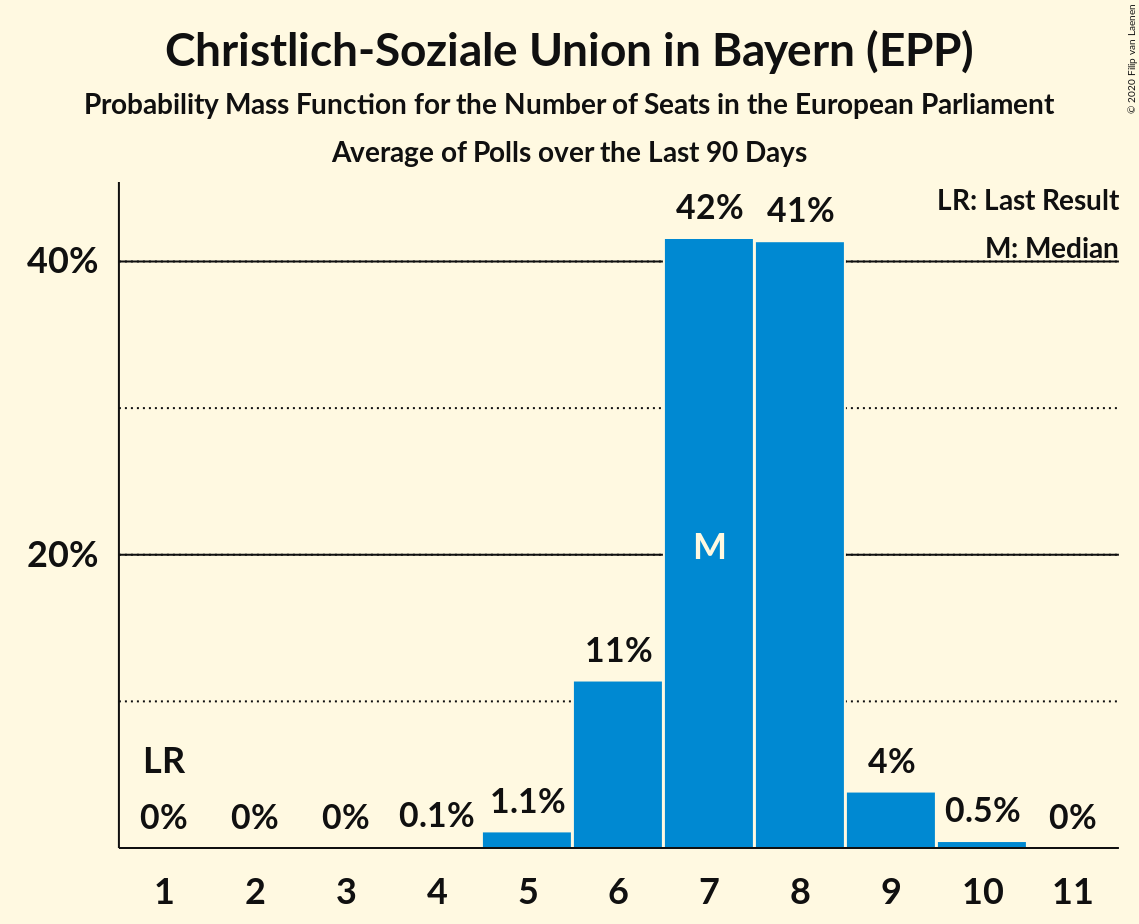 Christlich-Soziale Union in Bayern (EPP)
Probability Mass Function for the Number of Seats in the European Parliament
Average of Polls over the Last 90 Days
© 2020 Filip van Laenen
LR: Last Result
M: Median
42%
41%
40%
M
20%
11%
LR
4%
0%
0%
0%
0.1%
1.1%
0.5%
0%
1 2 3 4 5 6 7 8 9 10 11